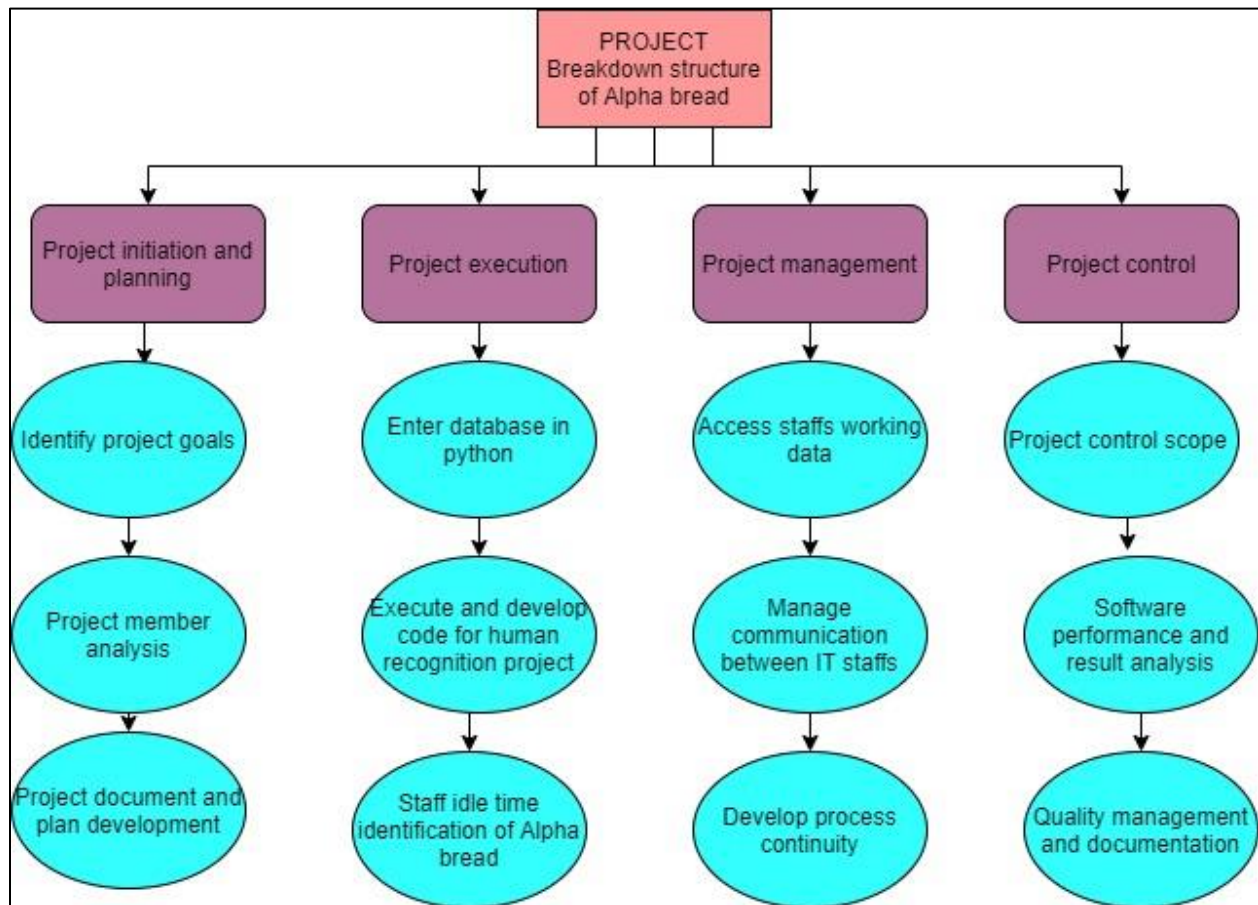 PROJECT
Breakdown structure
of Alpha bread
Project initiation and
planning
Project execution
Project management
Project control
Identify project goals
Enter database in
python
Access staffs working
data
Project control scope
Project member
analysis
Execute and develop
code for human
recognition project
Manage
communication
between IT staffs
Software
performance and
result analysis
Project document and
plan development
Staff idle time
identification of Alpha
bread
Develop process
continuity
Quality management
and documentation